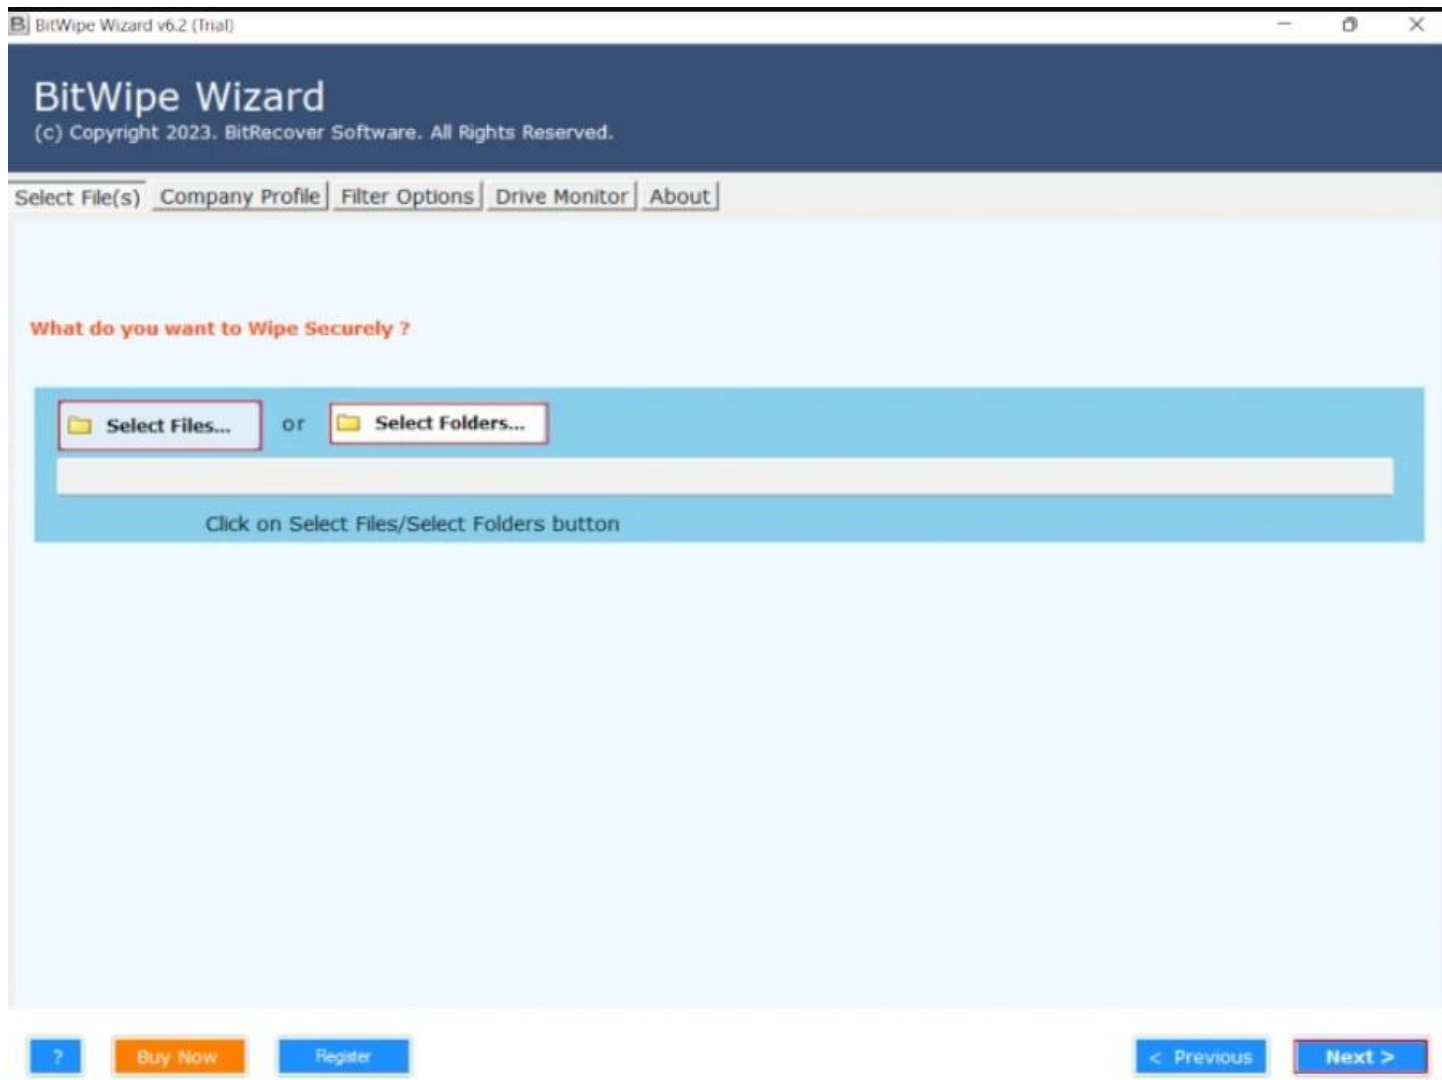 BitWipe Wizard v6.2 (Trial)
BitWipe Wizard
(c) Copyright 2023. BitRecover Software. All Rights Reserved.
Select File(s) Company Profile Filter Options Drive Monitor About
What do you want to Wipe Securely ?
Select Files... or Select Folders...
Click on Select Files/Select Folders button
? Buy Now Register < Previous Next >